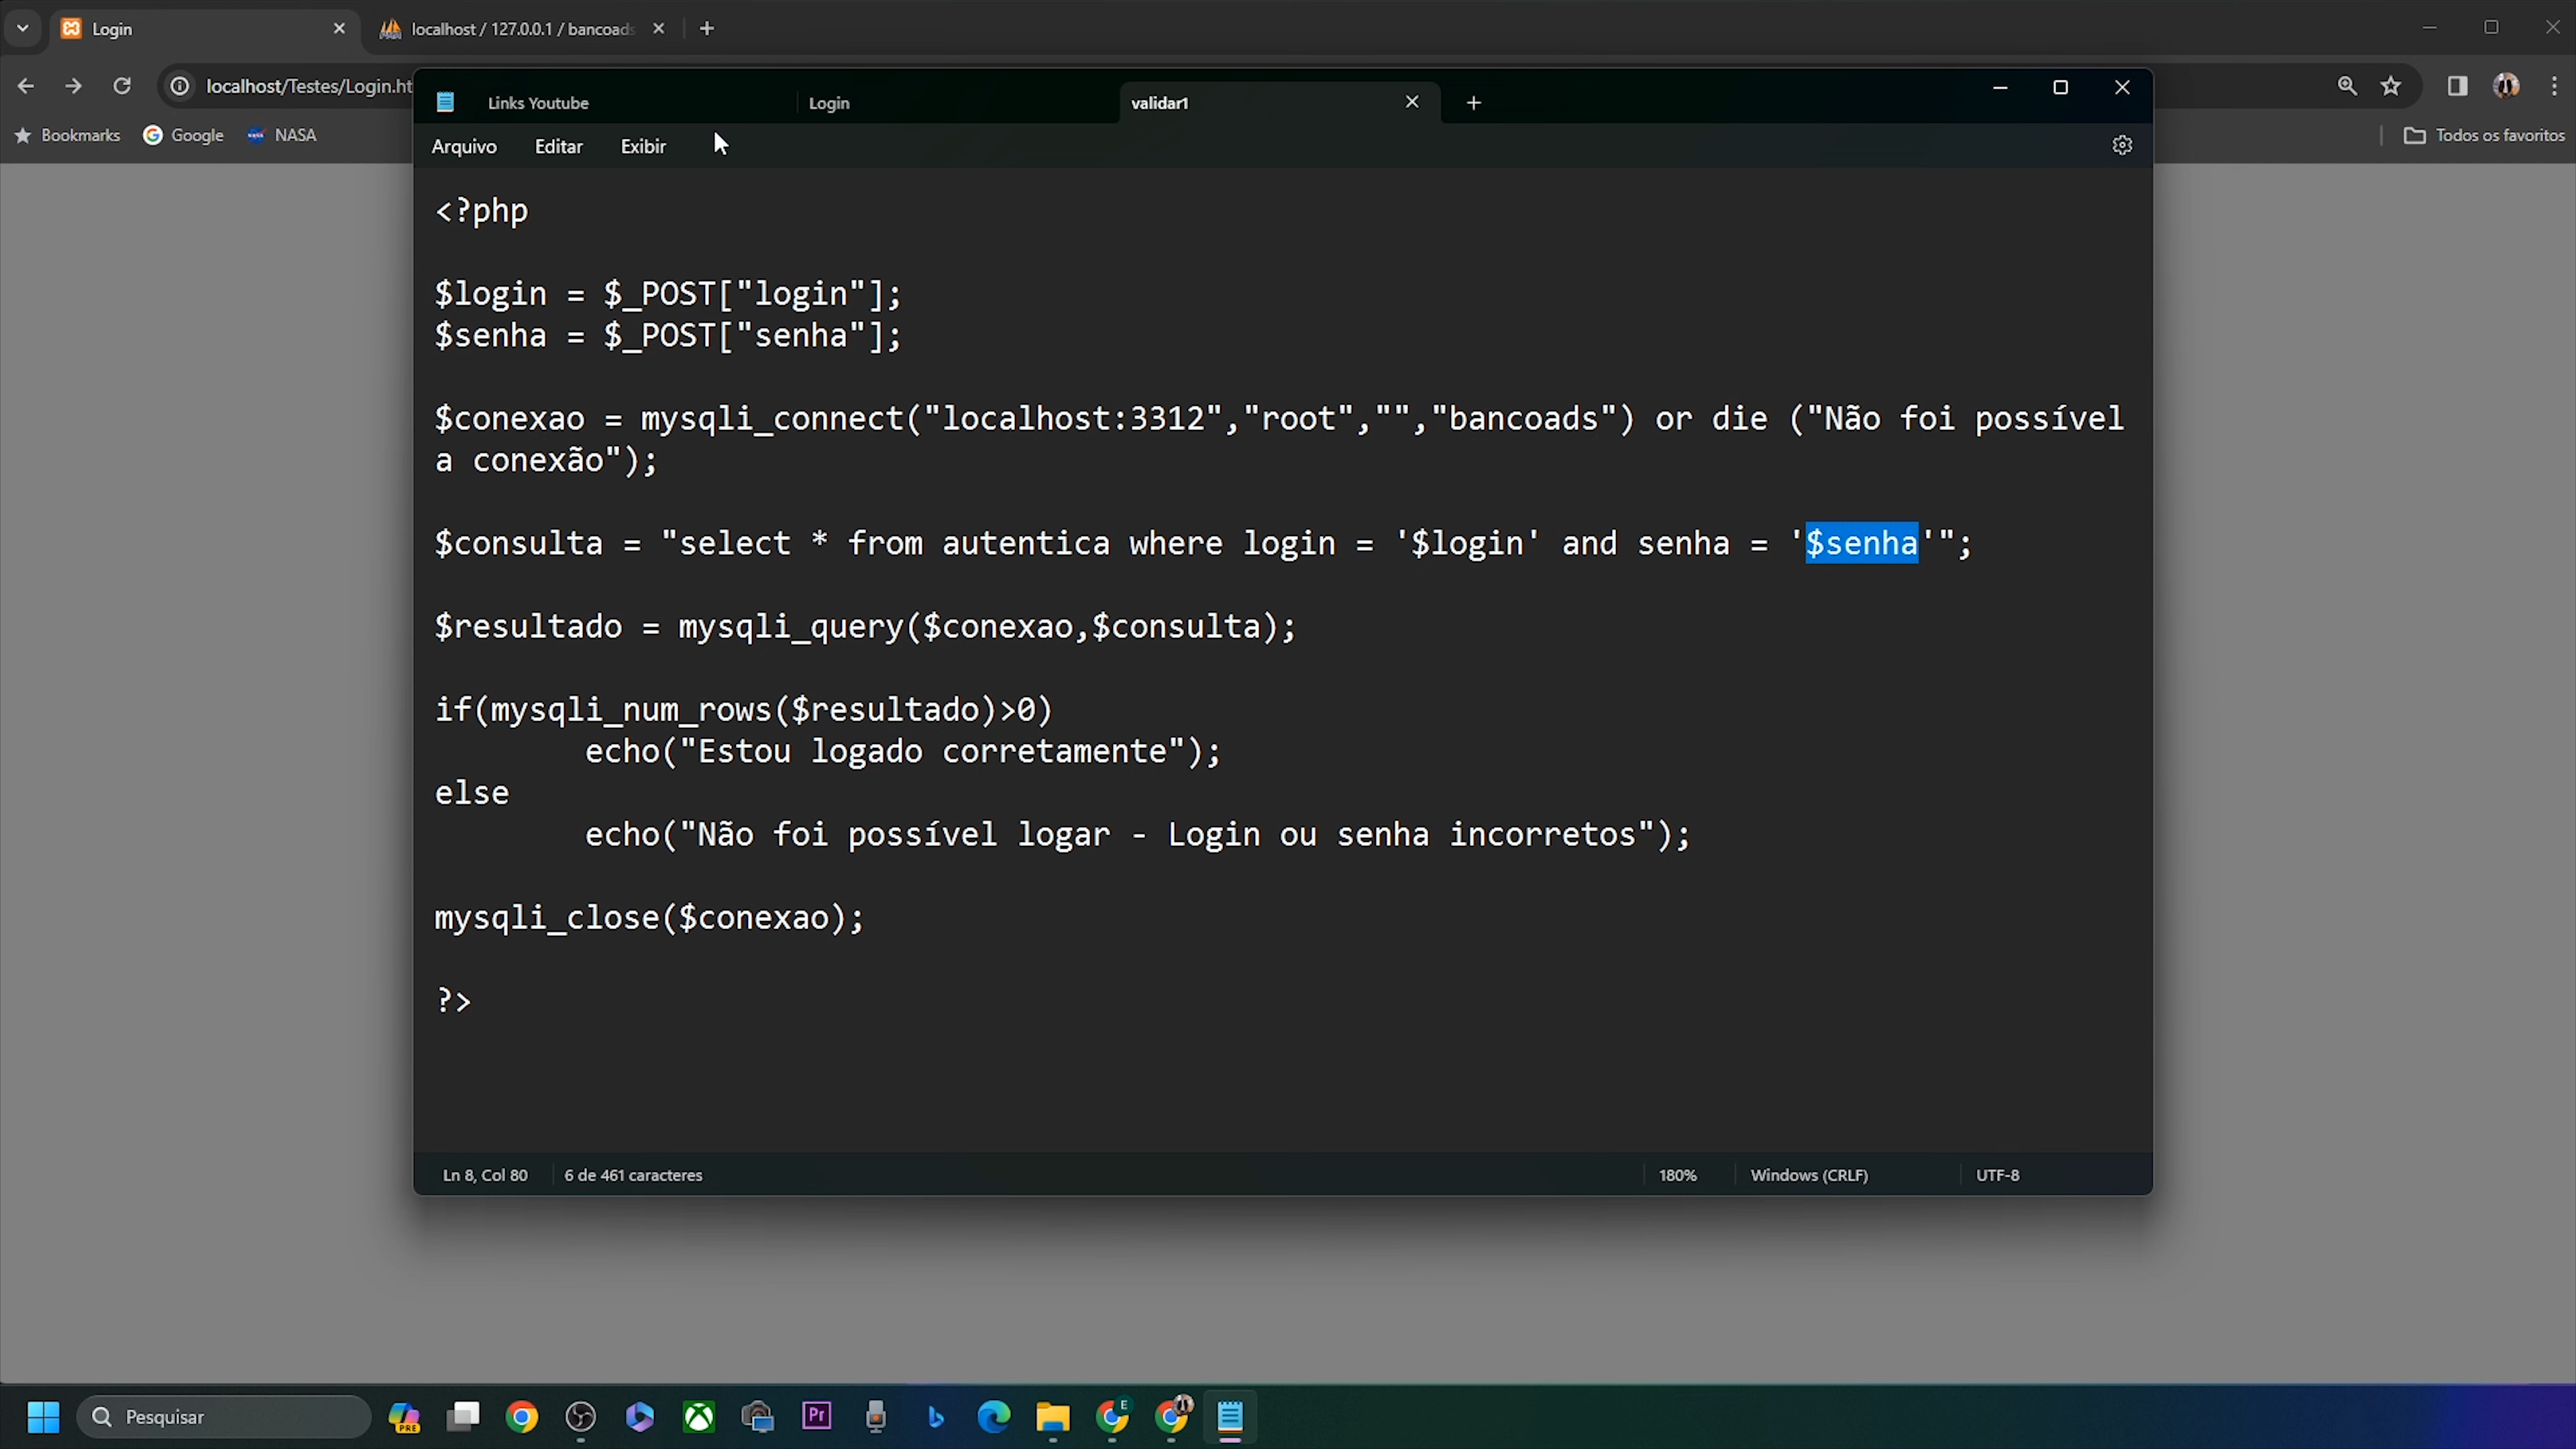 Login
localhost / 127.0.0.1 / bancoads
localhost/Testes/Login.ht
Bookmarks
Google
NASA
Todos os favoritos
Links Youtube
Login
validar1
Arquivo
Editar
Exibir
<?php
$login = $_POST["login"];
$senha = $_POST["senha"];
$conexao = mysqli_connect("localhost:3312","root","","bancoads") or die ("Não foi possível
a conexão");
$consulta = "select * from autentica where login = '$login' and senha = '$senha'";
$resultado = mysqli_query($conexao,$consulta);
if(mysqli_num_rows($resultado)>0)
echo("Estou logado corretamente");
else
echo("Não foi possível logar - Login ou senha incorretos");
mysqli_close($conexao);
?>
Ln 8, Col 80
6 de 461 caracteres
180%
Windows (CRLF)
UTF-8
Pesquisar
PRE
Pr
E